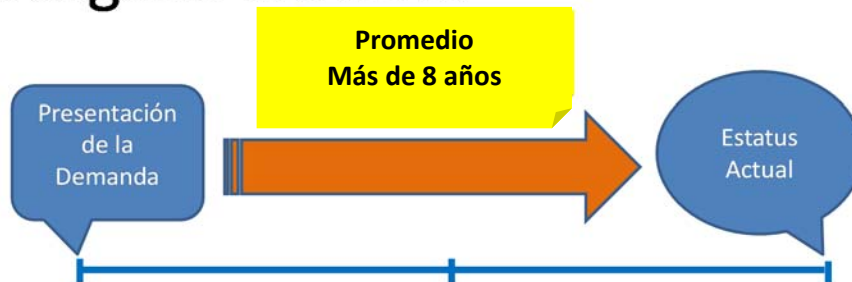 Promedio
Más de 8 años
Presentación
de la
Demanda
Estatus
Actual